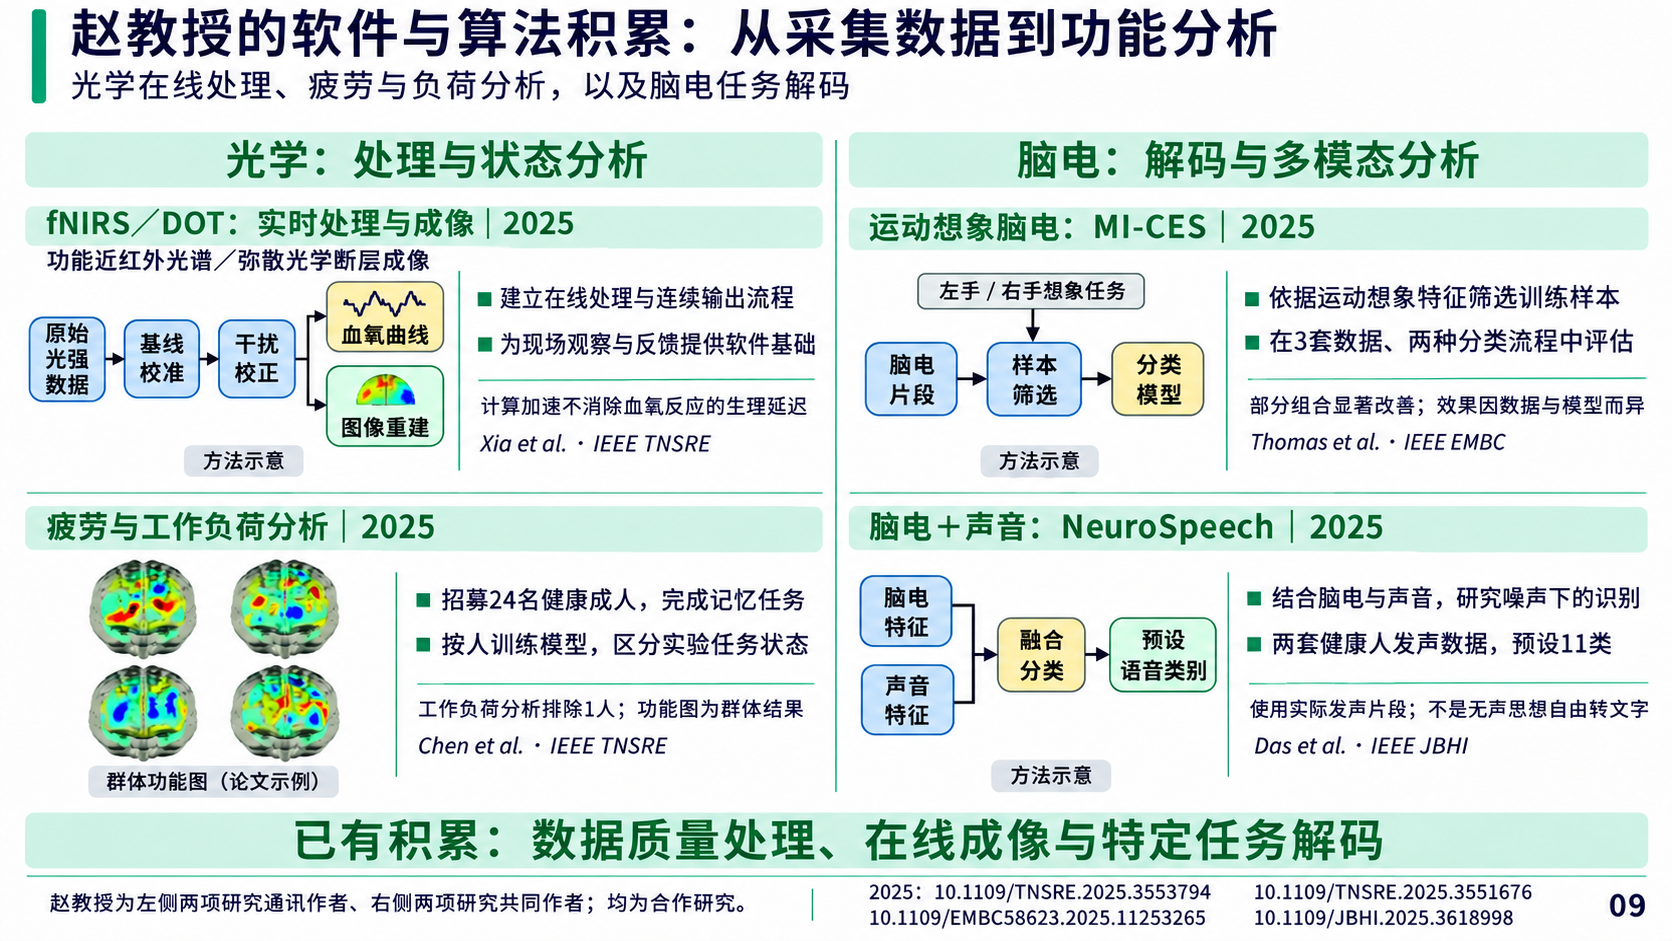 赵教授的软件与算法积累：从采集数据到功能分析
光学在线处理、疲劳与负荷分析，以及脑电任务解码
光学：处理与状态分析
fNIRS／DOT：实时处理与成像｜2025
功能近红外光谱／弥散光学断层成像
原始
光强
数据
基线
校准
干扰
校正
血氧曲线
图像重建
方法示意
建立在线处理与连续输出流程
为现场观察与反馈提供软件基础
计算加速不消除血氧反应的生理延迟
Xia et al. · IEEE TNSRE
疲劳与工作负荷分析｜2025
群体功能图（论文示例）
招募24名健康成人，完成记忆任务
按人训练模型，区分实验任务状态
工作负荷分析排除1人；功能图为群体结果
Chen et al. · IEEE TNSRE
脑电：解码与多模态分析
运动想象脑电：MI-CES｜2025
左手 / 右手想象任务
脑电
片段
样本
筛选
分类
模型
方法示意
依据运动想象特征筛选训练样本
在3套数据、两种分类流程中评估
部分组合显著改善；效果因数据与模型而异
Thomas et al. · IEEE EMBC
脑电＋声音：NeuroSpeech｜2025
脑电
特征
声音
特征
融合
分类
预设
语音类别
方法示意
结合脑电与声音，研究噪声下的识别
两套健康人发声数据，预设11类
使用实际发声片段；不是无声思想自由转文字
Das et al. · IEEE JBHI
已有积累：数据质量处理、在线成像与特定任务解码
赵教授为左侧两项研究通讯作者、右侧两项研究共同作者；均为合作研究。
2025：10.1109/TNSRE.2025.3553794 10.1109/TNSRE.2025.3551676
10.1109/EMBC58623.2025.11253265 10.1109/JBHI.2025.3618998
09